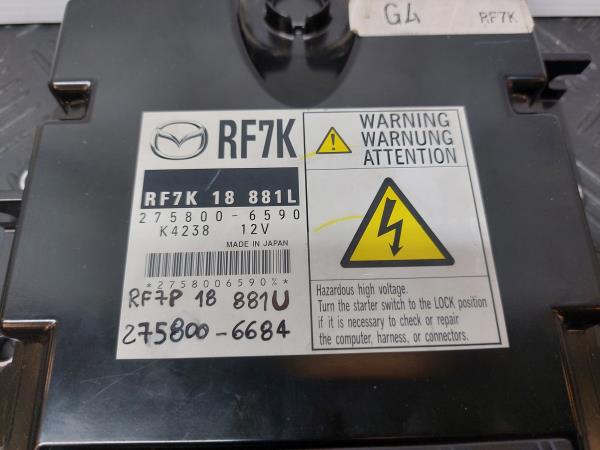 G4 RF7K
RF7K
RF7K 18 881L
275800-6590
K4238 12V
MADE IN JAPAN
*2758006590%*
RF7P 18 881U
275800-6684
WARNING
WARNUNG
ATTENTION
Hazardous high voltage.
Turn the starter switch to the LOCK position
if it is necessary to check or repair
the computer, harness, or connectors.